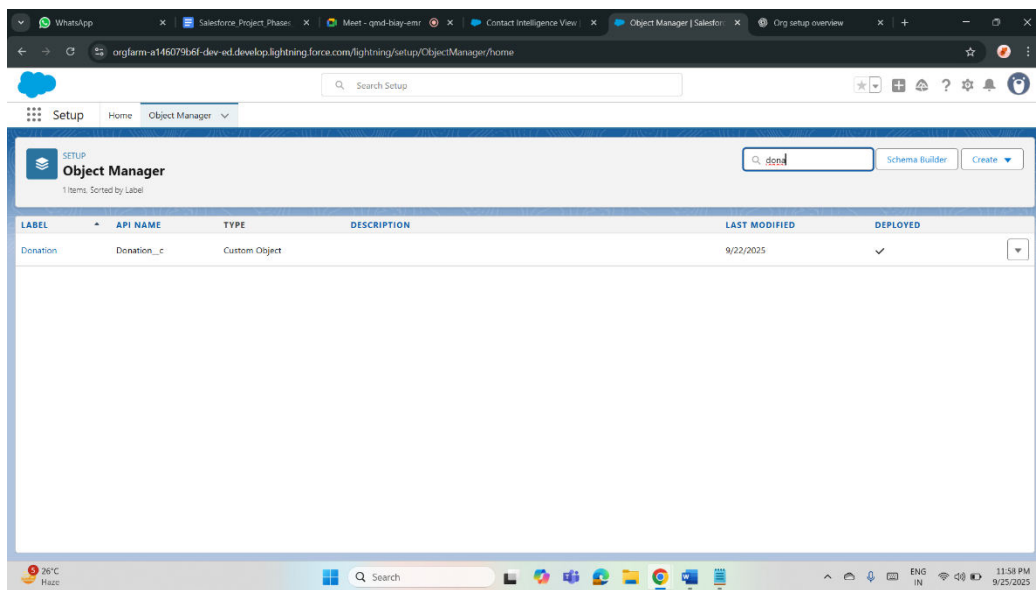 WhatsApp
Salesforce_Project_Phases
Meet - qmd-biay-emr
Contact Intelligence View |
Object Manager | Salesforc
Org setup overview
orgfarm-a146079b6f-dev-ed.develop.lightning.force.com/lightning/setup/ObjectManager/home
Search Setup
Setup Home Object Manager
SETUP
Object Manager
1 Items, Sorted by Label
dona
Schema Builder
Create
LABEL API NAME TYPE DESCRIPTION LAST MODIFIED DEPLOYED
Donation Donation__c Custom Object 9/22/2025
5
26°C
Haze
Search
ENG
IN
11:58 PM
9/25/2025